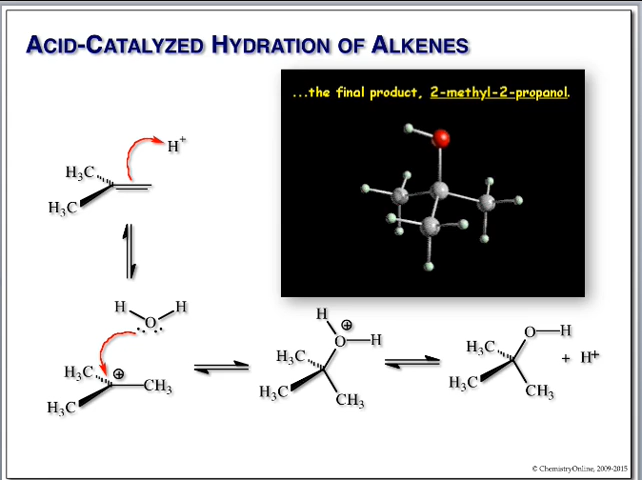 ACID-CATALYZED HYDRATION OF ALKENES
...the final product, 2-methyl-2-propanol.
H+
H₃C
H₃C
H
H
O
H₃C
⊕
CH₃
H₃C
H
⊕
O
H
H₃C
H₃C
CH₃
O
H
H₃C
H₃C
CH₃
+ H+
© ChemistryOnline, 2009-2015